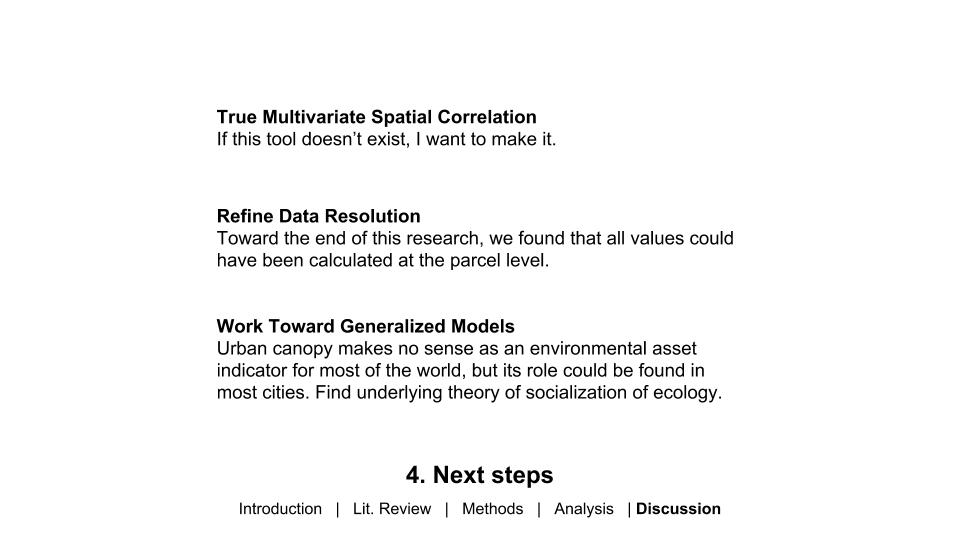 True Multivariate Spatial Correlation
If this tool doesn’t exist, I want to make it.
Refine Data Resolution
Toward the end of this research, we found that all values could
have been calculated at the parcel level.
Work Toward Generalized Models
Urban canopy makes no sense as an environmental asset
indicator for most of the world, but its role could be found in
most cities. Find underlying theory of socialization of ecology.
4. Next steps
Introduction | Lit. Review | Methods | Analysis | Discussion